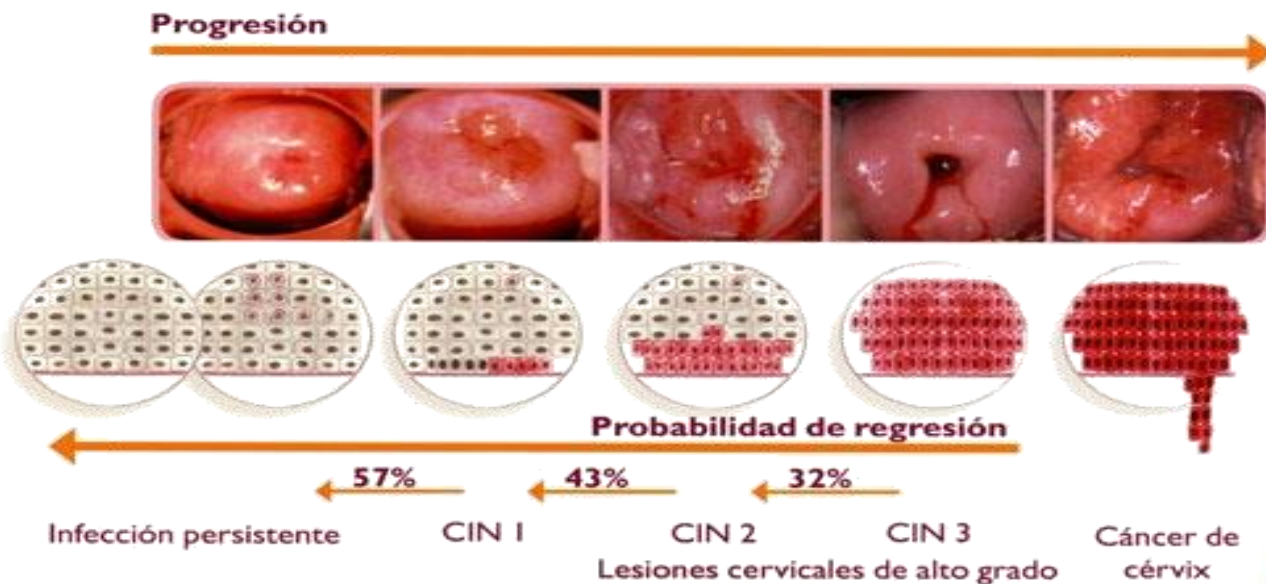 Progresión
Probabilidad de regresión
57%
43%
32%
Infección persistente
CIN 1
CIN 2
CIN 3
Cáncer de
cérvix
Lesiones cervicales de alto grado